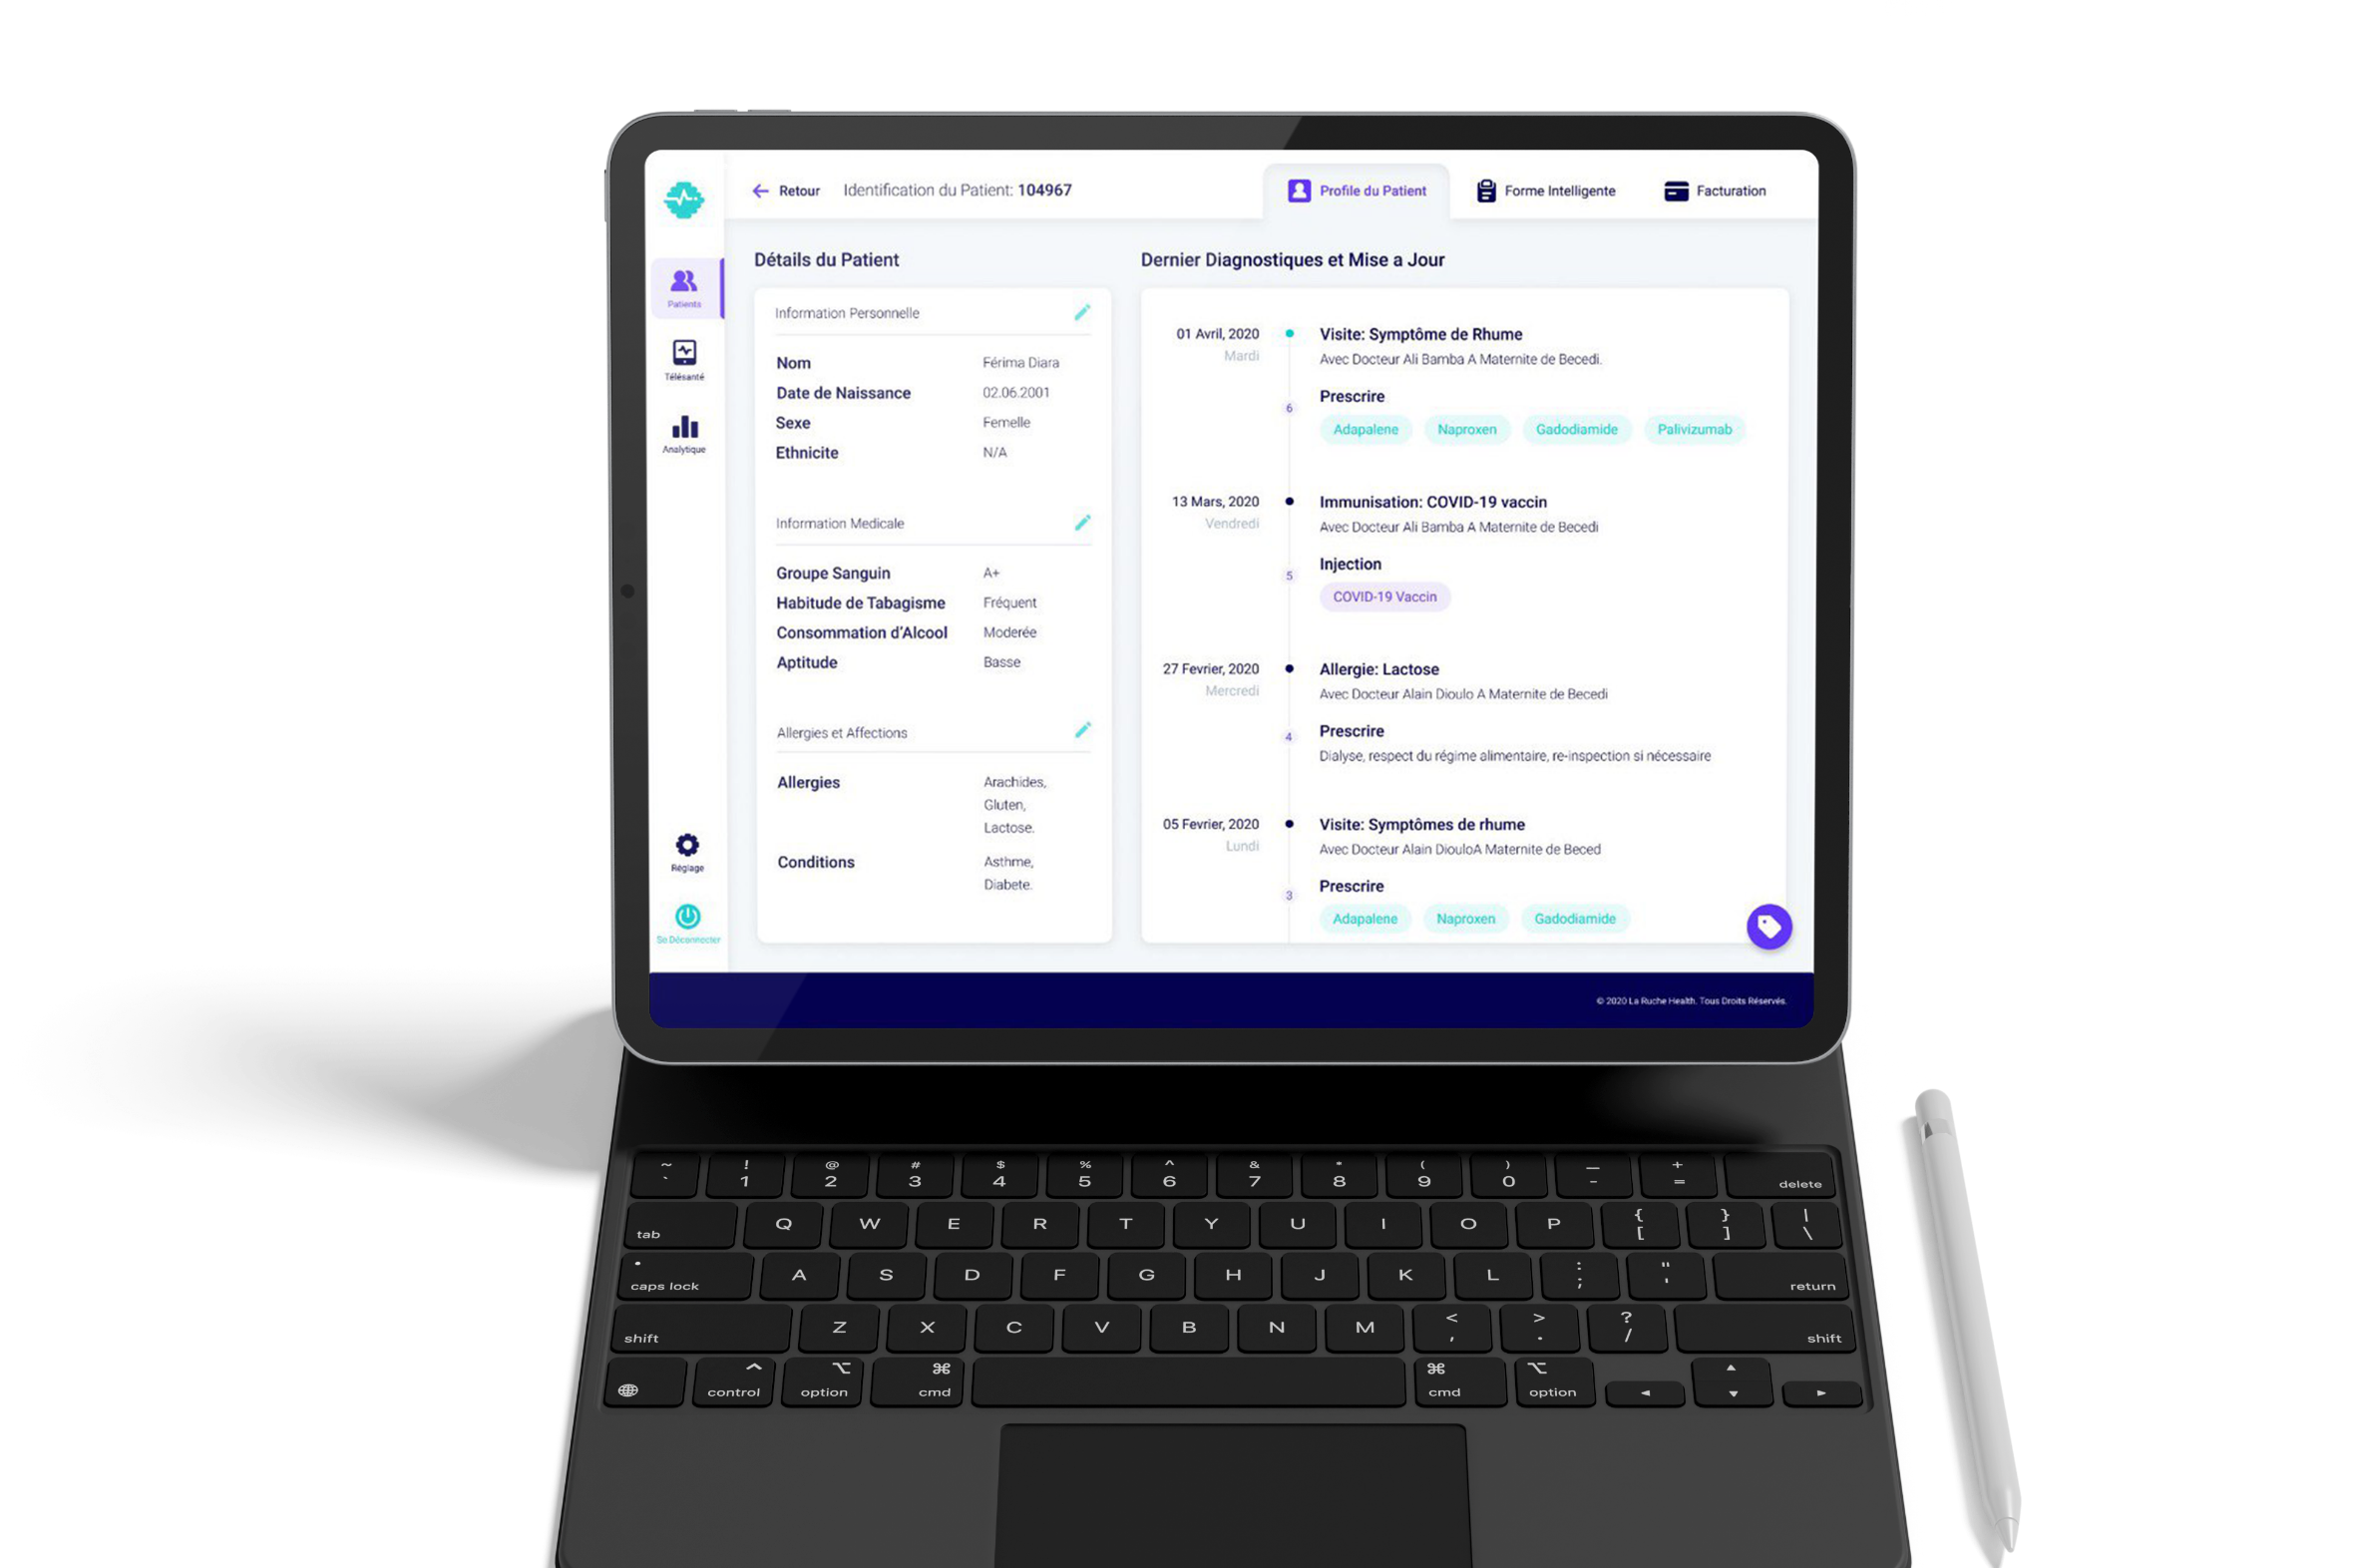 Retour
Identification du Patient: 104967
Profile du Patient
Forme Intelligente
Facturation
Patients
Télésanté
Analytique
Réglage
Se Déconnecter
Détails du Patient
Information Personnelle
Nom Férima Diara
Date de Naissance 02.06.2001
Sexe Femelle
Ethnicite N/A
Information Medicale
Groupe Sanguin A+
Habitude de Tabagisme Fréquent
Consommation d'Alcool Moderée
Aptitude Basse
Allergies et Affections
Allergies Arachides,
Gluten,
Lactose.
Conditions Asthme,
Diabete.
Dernier Diagnostiques et Mise a Jour
01 Avril, 2020 Visite: Symptôme de Rhume
Mardi Avec Docteur Ali Bamba A Maternite de Becedi.
Prescrire
6
Adapalene Naproxen Gadodiamide Palivizumab
13 Mars, 2020 Immunisation: COVID-19 vaccin
Vendredi Avec Docteur Ali Bamba A Maternite de Becedi
Injection
5
COVID-19 Vaccin
27 Fevrier, 2020 Allergie: Lactose
Mercredi Avec Docteur Alain Dioulo A Maternite de Becedi
Prescrire
4
Dialyse, respect du régime alimentaire, re-inspection si nécessaire
05 Fevrier, 2020 Visite: Symptômes de rhume
Lundi Avec Docteur Alain DiouloA Maternite de Beced
Prescrire
3
Adapalene Naproxen Gadodiamide
© 2020 La Ruche Health, Tous Droits Réservés.
~ ! @ # $ % ^ & * ( ) — +
` 1 2 3 4 5 6 7 8 9 0 - = delete
tab Q W E R T Y U I O P { [ } ] | \
caps lock A S D F G H J K L : ; " ' return
shift Z X C V B N M < , > . ? / shift
^ ⌥ ⌘ ⌘ ⌥
control option cmd cmd option